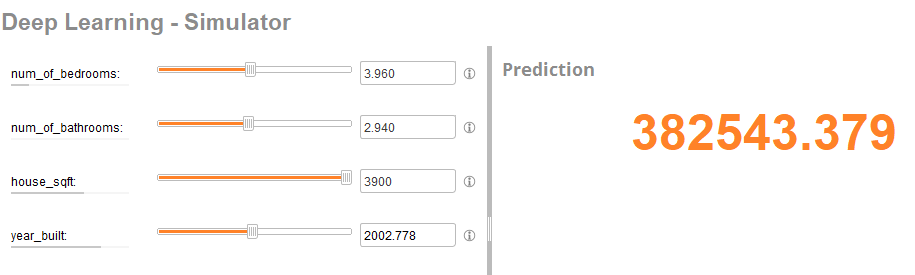 Deep Learning - Simulator
num_of_bedrooms: 3.960
num_of_bathrooms: 2.940
house_sqft: 3900
year_built: 2002.778
Prediction
382543.379